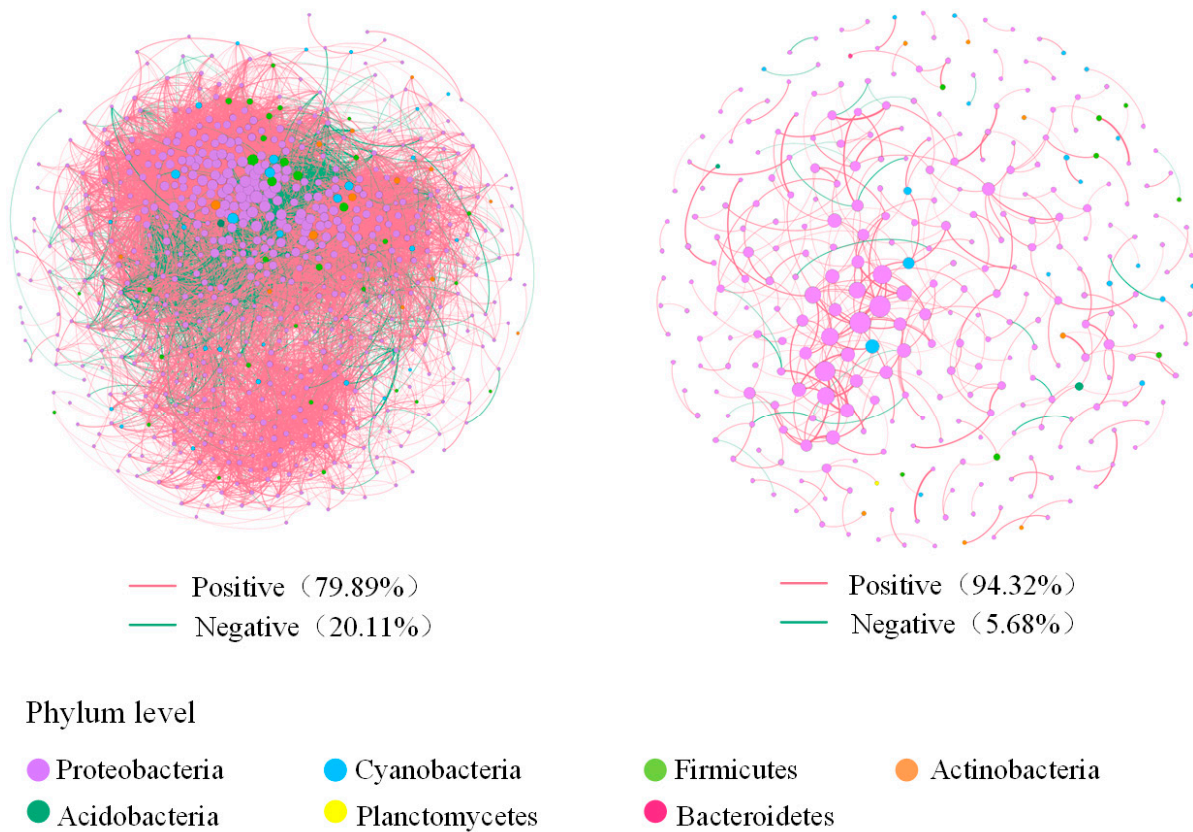 Positive（79.89%） Positive（94.32%）
Negative（20.11%） Negative（5.68%）
Phylum level
Proteobacteria Cyanobacteria Firmicutes Actinobacteria
Acidobacteria Planctomycetes Bacteroidetes